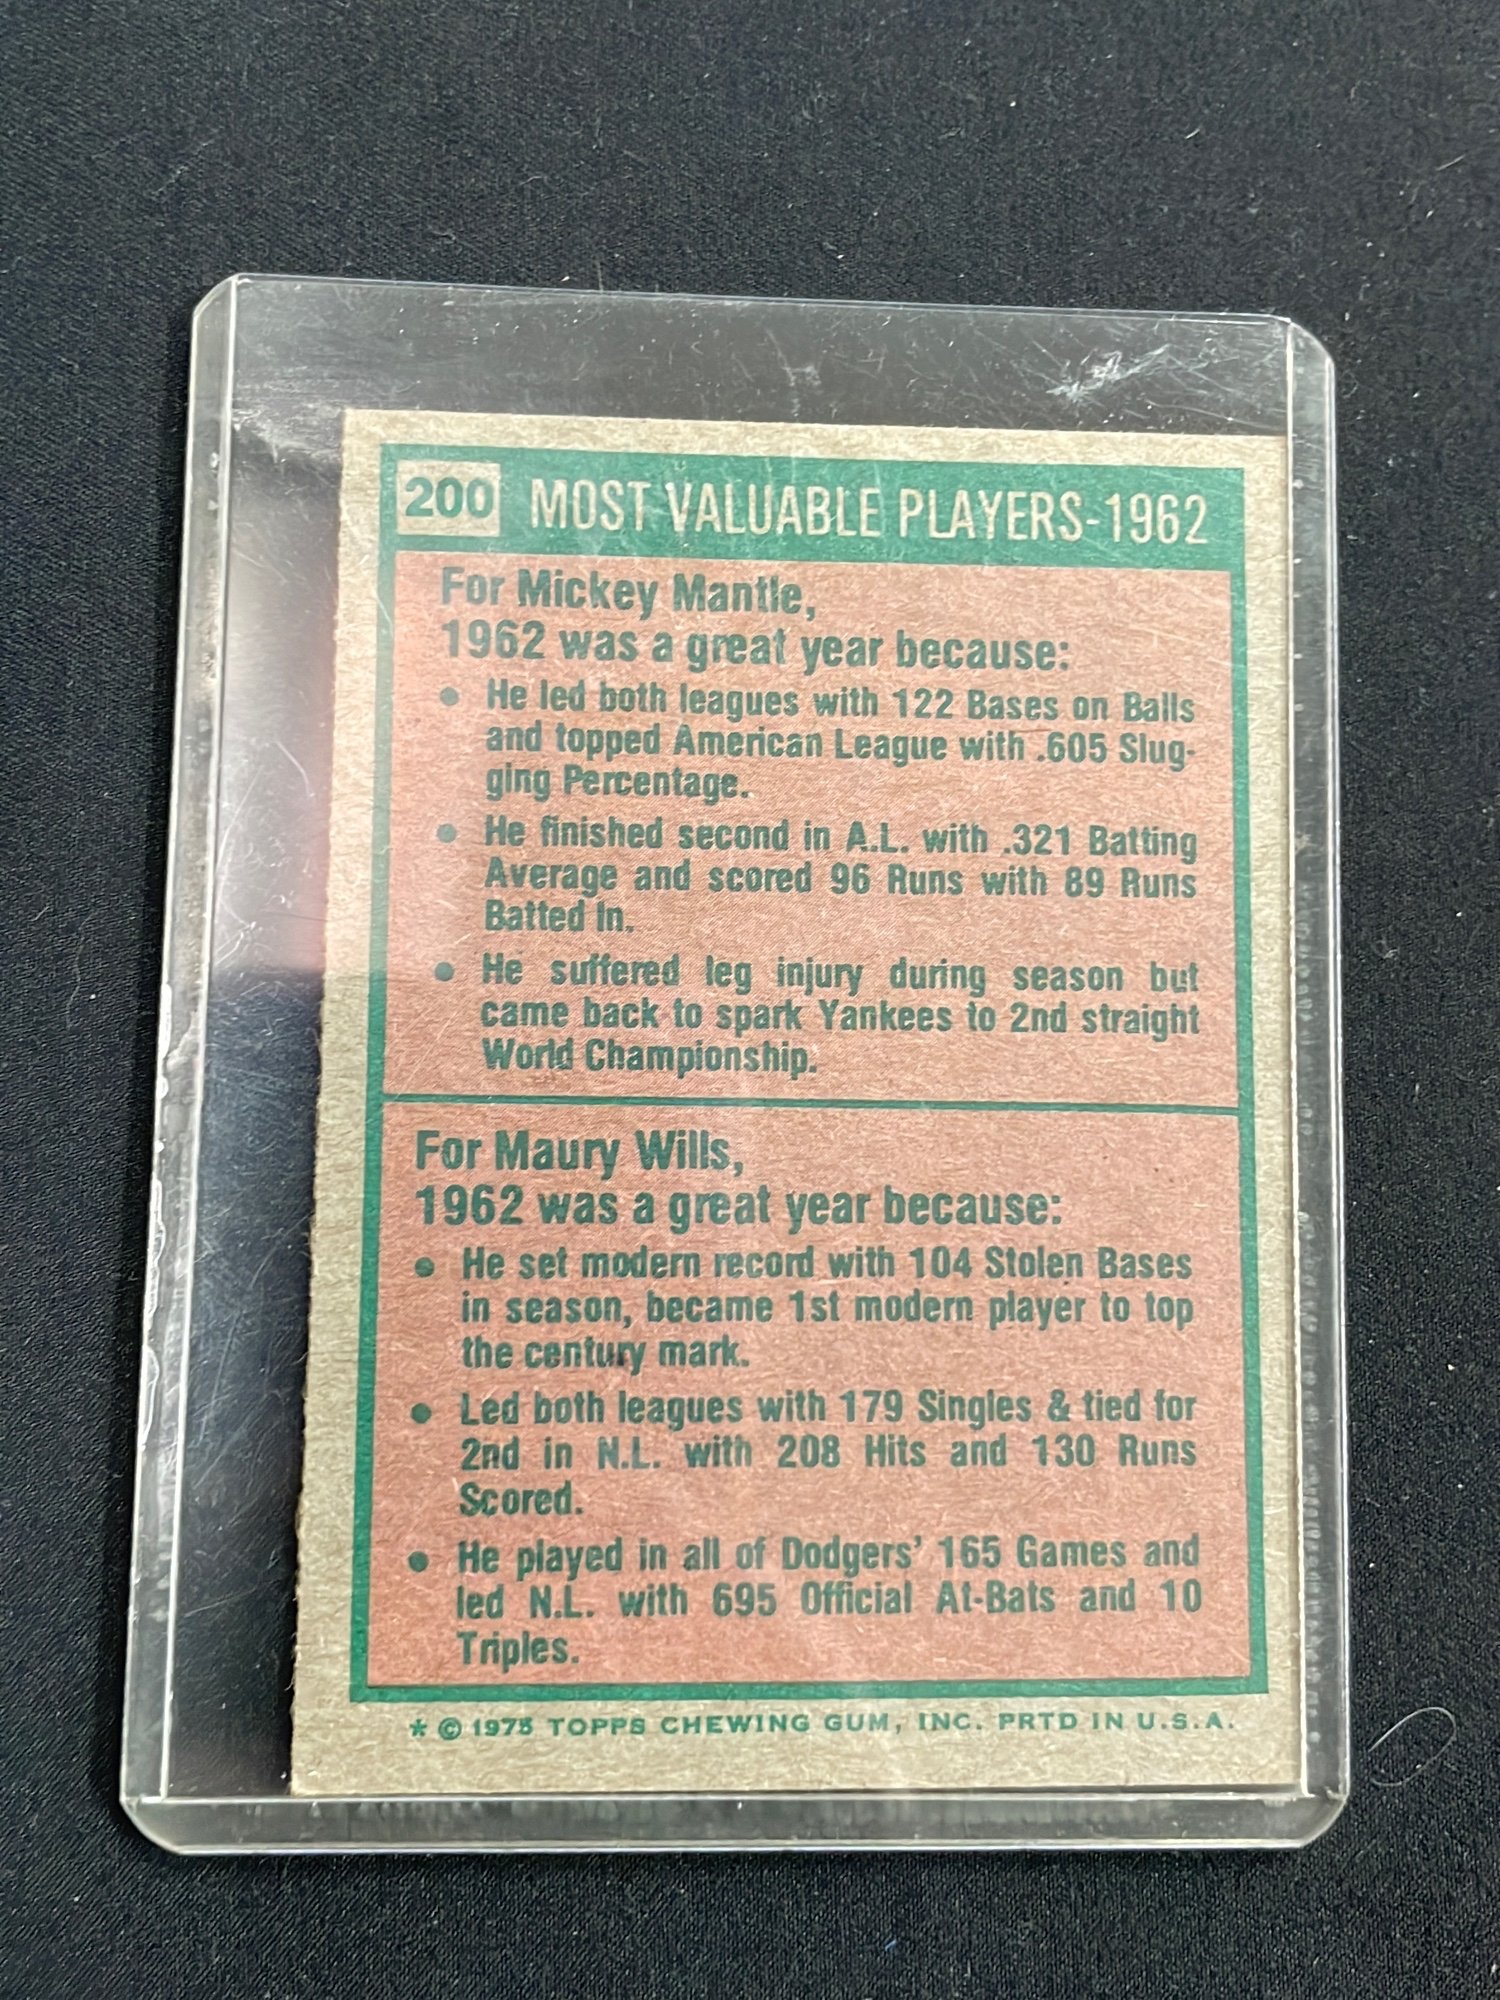 200 MOST VALUABLE PLAYERS-1962
For Mickey Mantle,
1962 was a great year because:
• He led both leagues with 122 Bases on Balls
and topped American League with .605 Slug-
ging Percentage.
• He finished second in A.L. with .321 Batting
Average and scored 96 Runs with 89 Runs
Batted In.
• He suffered leg injury during season but
came back to spark Yankees to 2nd straight
World Championship.
For Maury Wills,
1962 was a great year because:
• He set modern record with 104 Stolen Bases
in season, became 1st modern player to top
the century mark.
• Led both leagues with 179 Singles & tied for
2nd in N.L. with 208 Hits and 130 Runs
Scored.
• He played in all of Dodgers' 165 Games and
led N.L. with 695 Official At-Bats and 10
Triples.
* © 1975 TOPPS CHEWING GUM, INC. PRTD IN U.S.A.